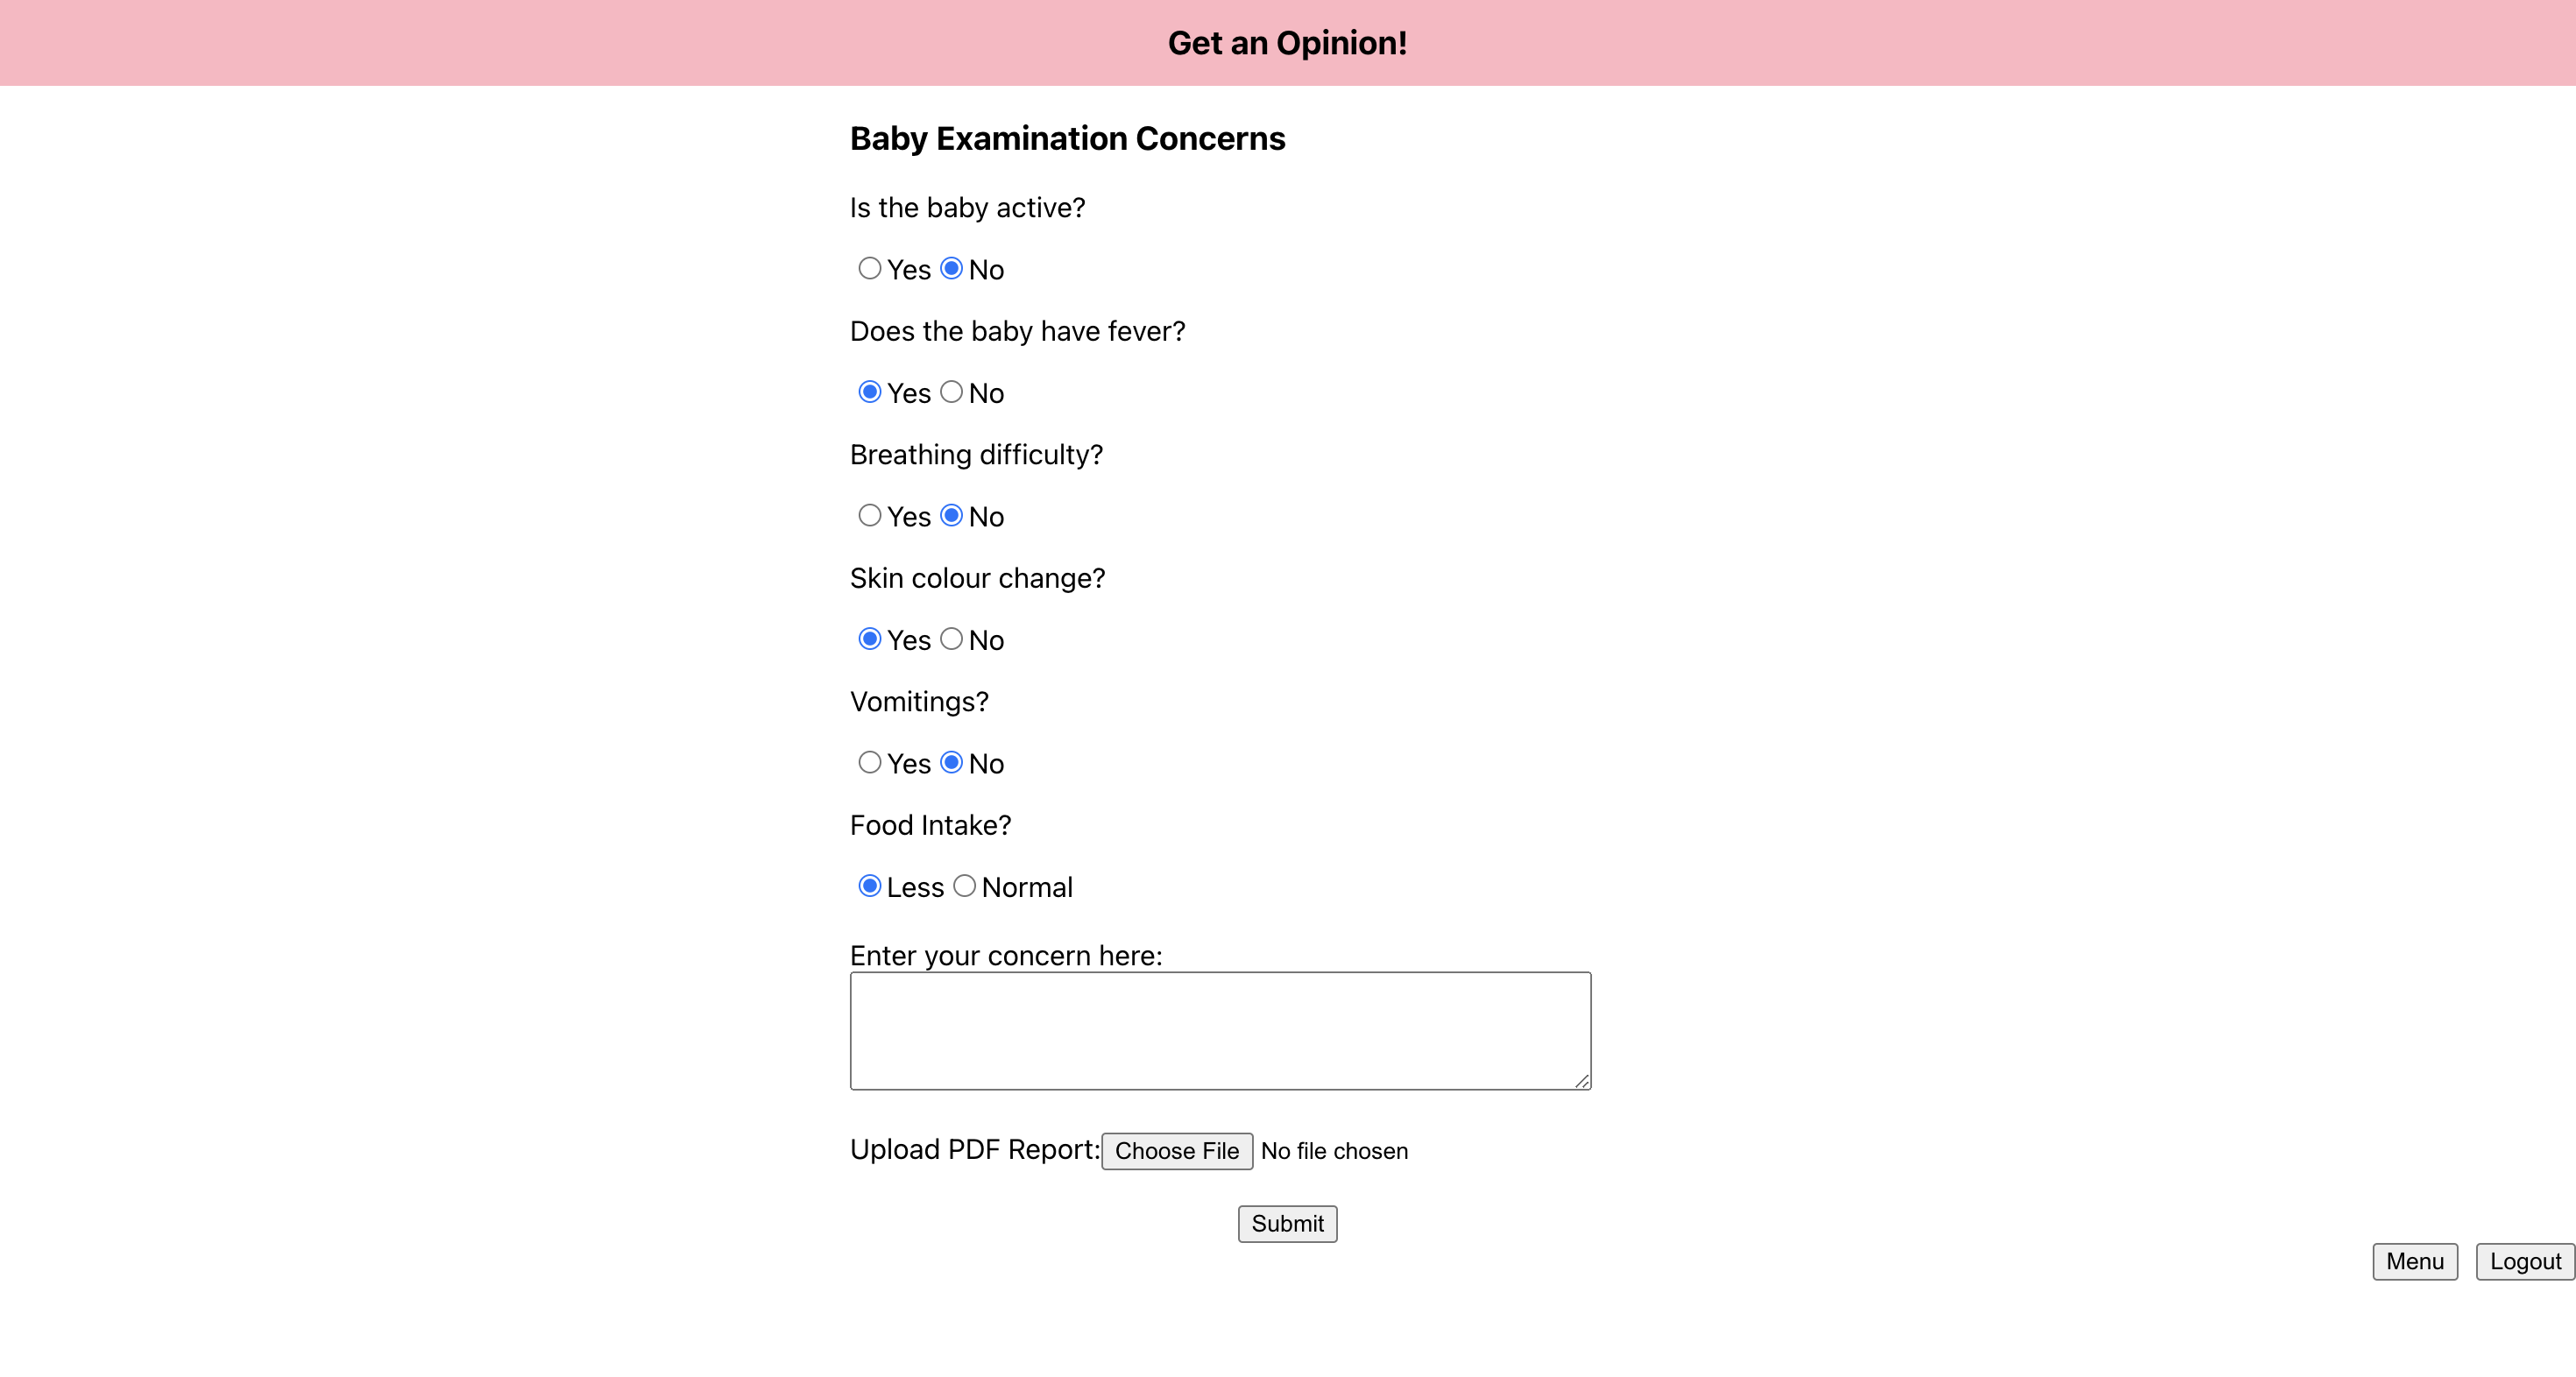 Get an Opinion!
Baby Examination Concerns
Is the baby active?
Yes No
Does the baby have fever?
Yes No
Breathing difficulty?
Yes No
Skin colour change?
Yes No
Vomitings?
Yes No
Food Intake?
Less Normal
Enter your concern here:
Upload PDF Report: Choose File No file chosen
Submit
Menu Logout